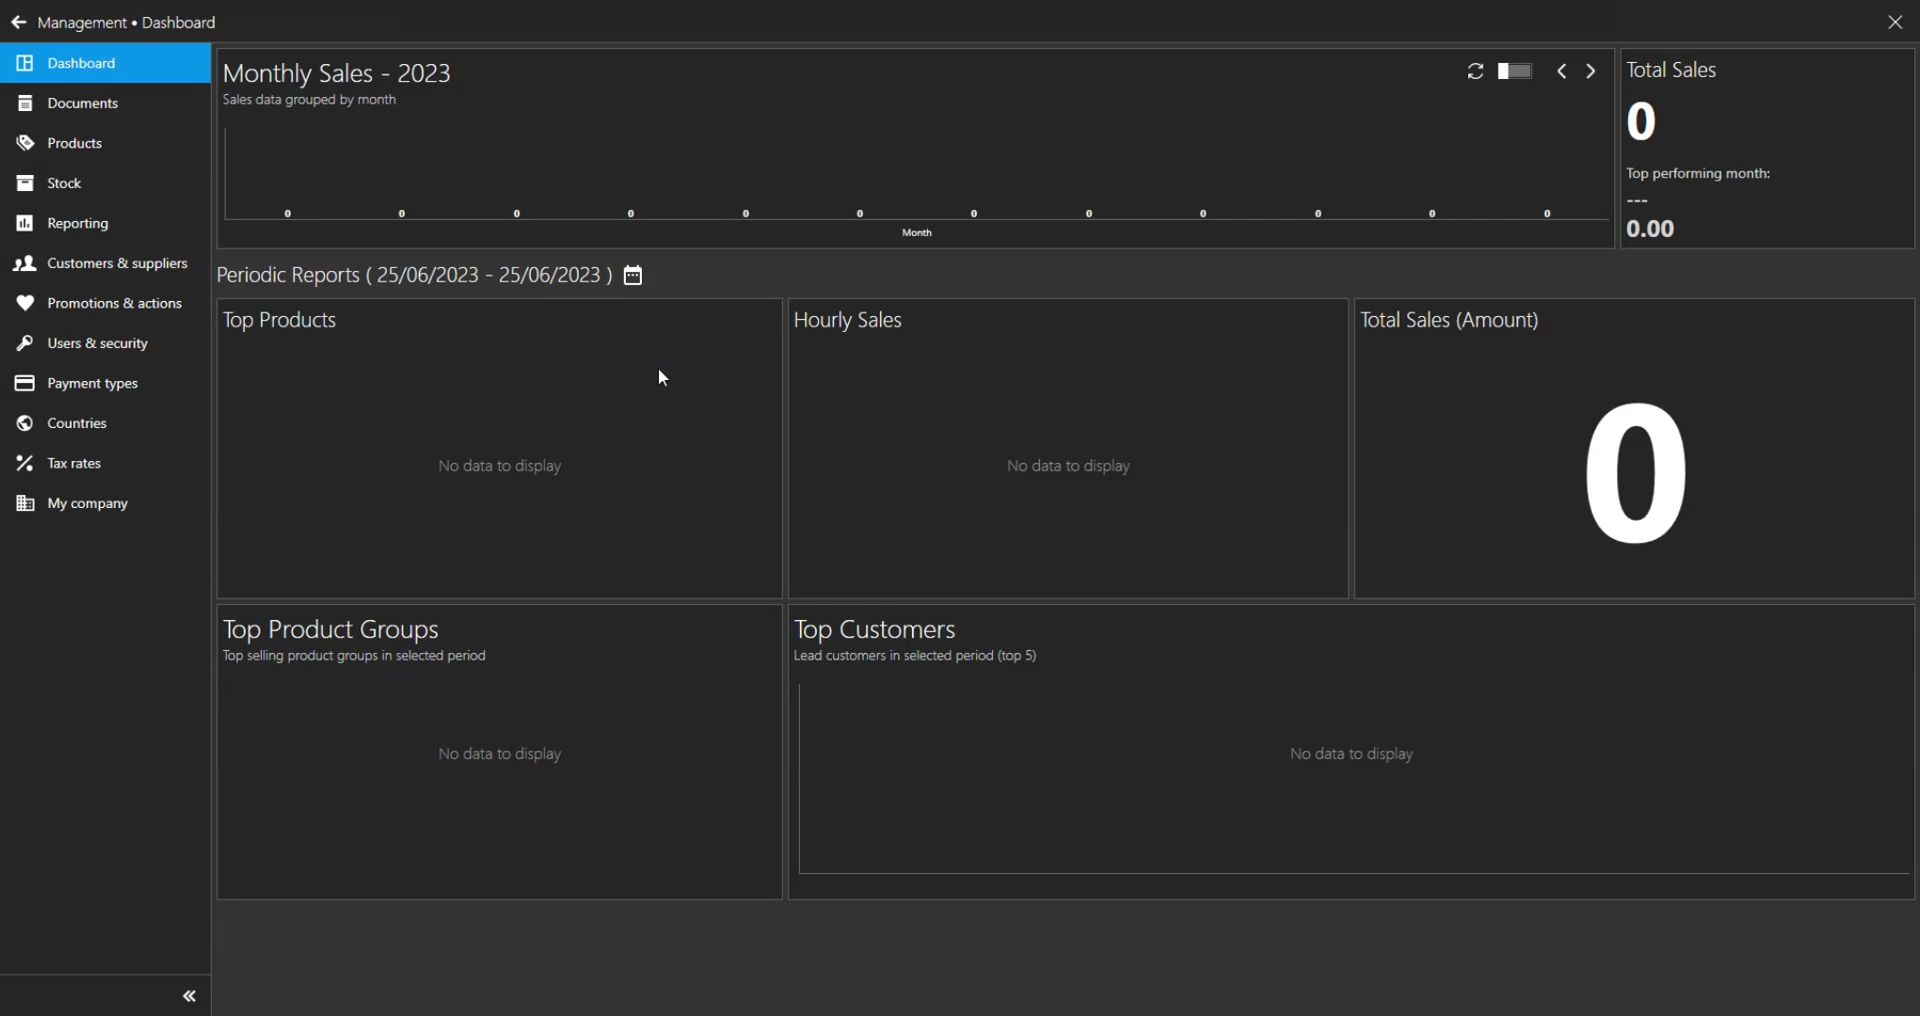 Management • Dashboard
Dashboard
Documents
Products
Stock
Reporting
Customers & suppliers
Promotions & actions
Users & security
Payment types
Countries
Tax rates
My company
Monthly Sales - 2023
Sales data grouped by month
0 0 0 0 0 0 0 0 0 0 0 0
Month
Total Sales
0
Top performing month:
---
0.00
Periodic Reports ( 25/06/2023 - 25/06/2023 )
Top Products
No data to display
Hourly Sales
No data to display
Total Sales (Amount)
0
Top Product Groups
Top selling product groups in selected period
No data to display
Top Customers
Lead customers in selected period (top 5)
No data to display